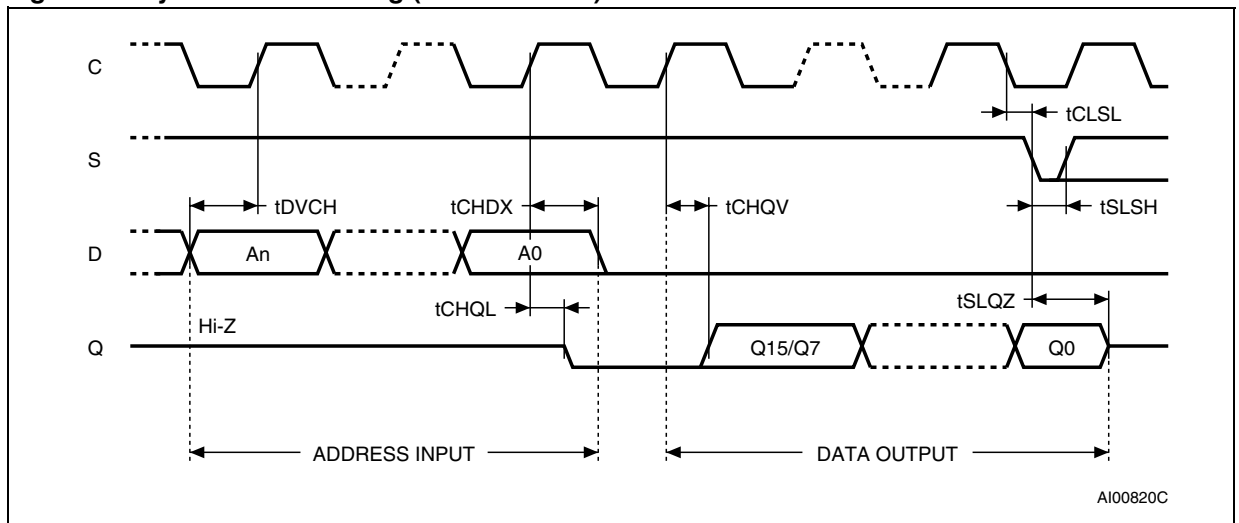 C
tCLSL
S
tDVCH
tCHDX
tCHQV
tSLSH
D
An
A0
tCHQL
tSLQZ
Hi-Z
Q
Q15/Q7
Q0
ADDRESS INPUT
DATA OUTPUT
AI00820C